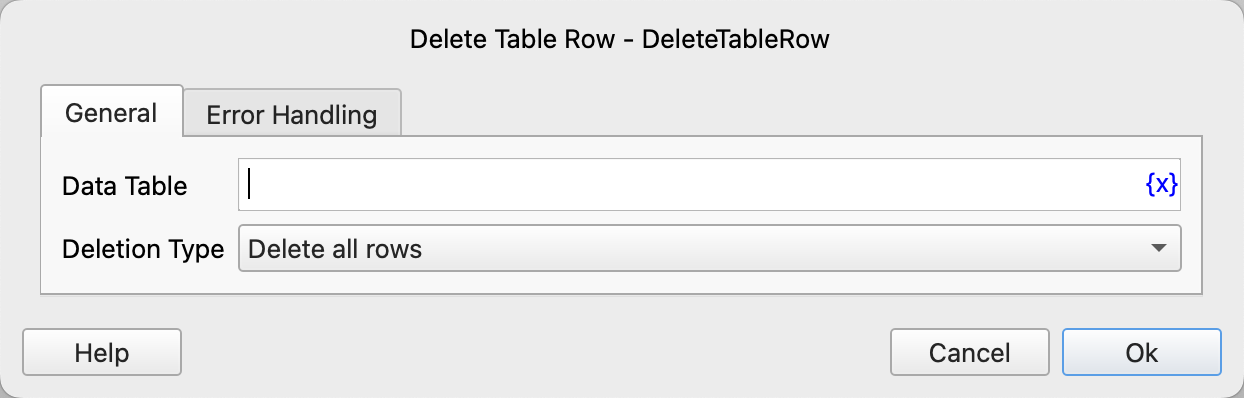 Delete Table Row - DeleteTableRow
General
Error Handling
Data Table
{x}
Deletion Type
Delete all rows
Help
Cancel
Ok